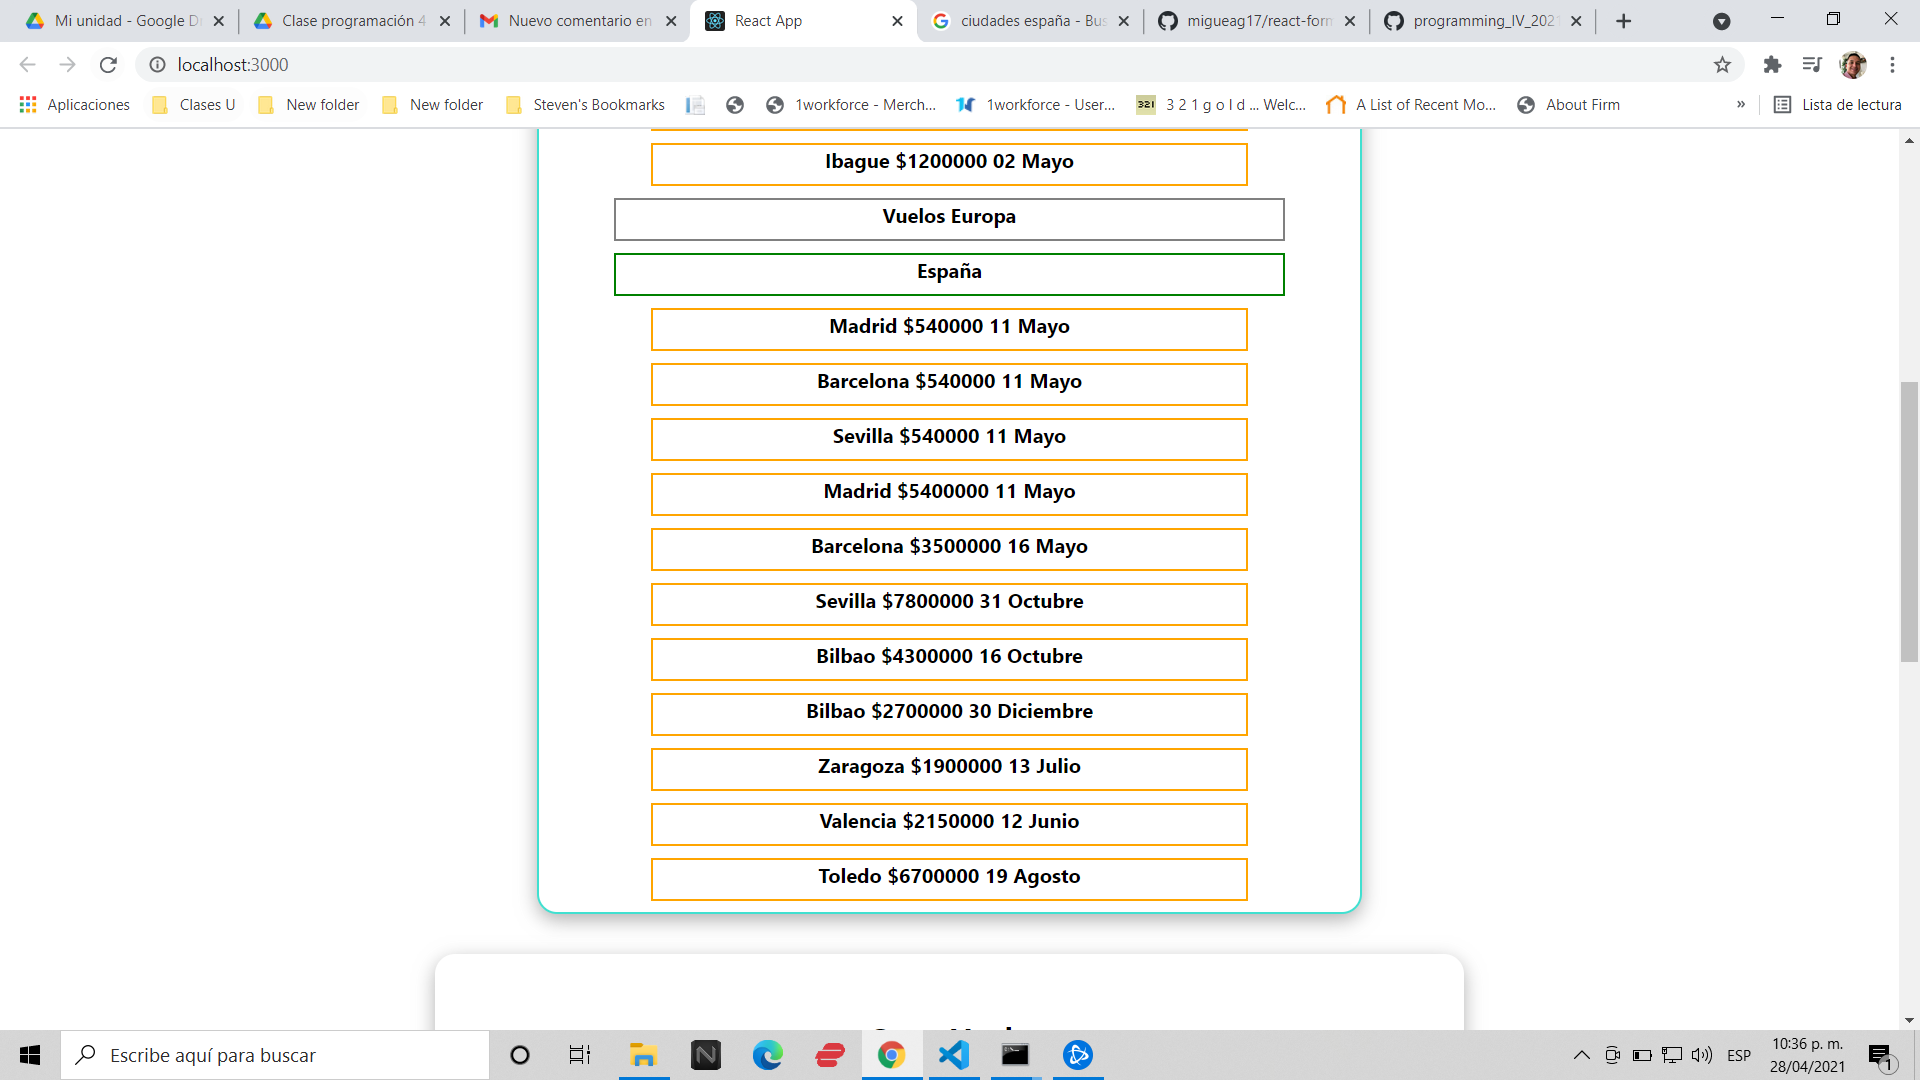 Mi unidad - Google D
Clase programación 4
Nuevo comentario en
React App
ciudades españa - Bus
migueag17/react-form
programming_IV_2021
localhost:3000
Aplicaciones
Clases U
New folder
New folder
Steven's Bookmarks
1workforce - Merch...
1workforce - User...
321
3 2 1 g o l d ... Welc...
A List of Recent Mo...
About Firm
»
Lista de lectura
Ibague $1200000 02 Mayo
Vuelos Europa
España
Madrid $540000 11 Mayo
Barcelona $540000 11 Mayo
Sevilla $540000 11 Mayo
Madrid $5400000 11 Mayo
Barcelona $3500000 16 Mayo
Sevilla $7800000 31 Octubre
Bilbao $4300000 16 Octubre
Bilbao $2700000 30 Diciembre
Zaragoza $1900000 13 Julio
Valencia $2150000 12 Junio
Toledo $6700000 19 Agosto
Escribe aquí para buscar
ESP
10:36 p. m.
28/04/2021
1